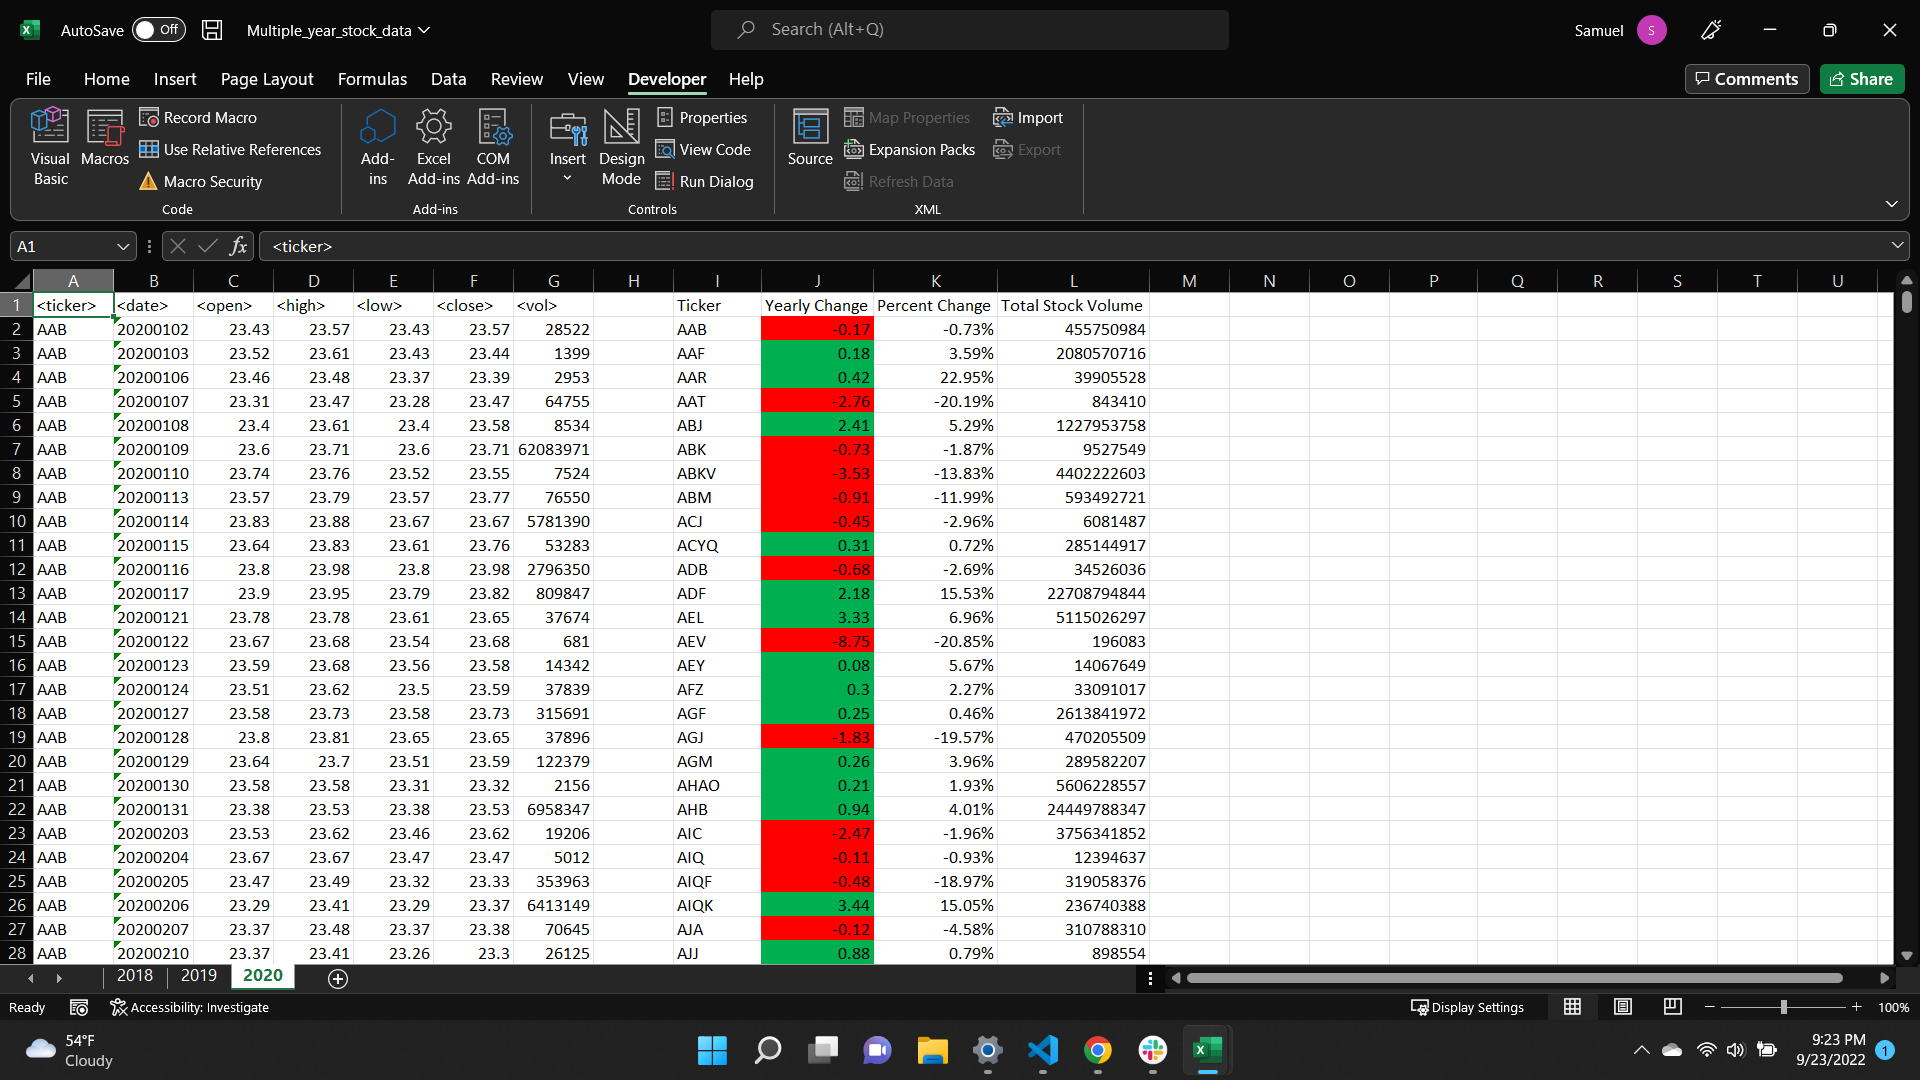 AutoSave Off Multiple_year_stock_data Search (Alt+Q) Samuel S
File Home Insert Page Layout Formulas Data Review View Developer Help Comments Share
Visual Basic Macros Record Macro Use Relative References Macro Security Code
Add-ins Excel Add-ins COM Add-ins Add-ins
Insert Design Mode Properties View Code Run Dialog Controls
Source Map Properties Expansion Packs Refresh Data Import Export XML
A1 fx <ticker>
A B C D E F G H I J K L M N O P Q R S T U
1 <ticker> <date> <open> <high> <low> <close> <vol> Ticker Yearly Change Percent Change Total Stock Volume
2 AAB 20200102 23.43 23.57 23.43 23.57 28522 AAB -0.17 -0.73% 455750984
3 AAB 20200103 23.52 23.61 23.43 23.44 1399 AAF 0.18 3.59% 2080570716
4 AAB 20200106 23.46 23.48 23.37 23.39 2953 AAR 0.42 22.95% 39905528
5 AAB 20200107 23.31 23.47 23.28 23.47 64755 AAT -2.76 -20.19% 843410
6 AAB 20200108 23.4 23.61 23.4 23.58 8534 ABJ 2.41 5.29% 1227953758
7 AAB 20200109 23.6 23.71 23.6 23.71 62083971 ABK -0.73 -1.87% 9527549
8 AAB 20200110 23.74 23.76 23.52 23.55 7524 ABKV -3.53 -13.83% 4402222603
9 AAB 20200113 23.57 23.79 23.57 23.77 76550 ABM -0.91 -11.99% 593492721
10 AAB 20200114 23.83 23.88 23.67 23.67 5781390 ACJ -0.45 -2.96% 6081487
11 AAB 20200115 23.64 23.83 23.61 23.76 53283 ACYQ 0.31 0.72% 285144917
12 AAB 20200116 23.8 23.98 23.8 23.98 2796350 ADB -0.68 -2.69% 34526036
13 AAB 20200117 23.9 23.95 23.79 23.82 809847 ADF 2.18 15.53% 22708794844
14 AAB 20200121 23.78 23.78 23.61 23.65 37674 AEL 3.33 6.96% 5115026297
15 AAB 20200122 23.67 23.68 23.54 23.68 681 AEV -8.75 -20.85% 196083
16 AAB 20200123 23.59 23.68 23.56 23.58 14342 AEY 0.08 5.67% 14067649
17 AAB 20200124 23.51 23.62 23.5 23.59 37839 AFZ 0.3 2.27% 33091017
18 AAB 20200127 23.58 23.73 23.58 23.73 315691 AGF 0.25 0.46% 2613841972
19 AAB 20200128 23.8 23.81 23.65 23.65 37896 AGJ -1.83 -19.57% 470205509
20 AAB 20200129 23.64 23.7 23.51 23.59 122379 AGM 0.26 3.96% 289582207
21 AAB 20200130 23.58 23.58 23.31 23.32 2156 AHAO 0.21 1.93% 5606228557
22 AAB 20200131 23.38 23.53 23.38 23.53 6958347 AHB 0.94 4.01% 24449788347
23 AAB 20200203 23.53 23.62 23.46 23.62 19206 AIC -2.47 -1.96% 3756341852
24 AAB 20200204 23.67 23.67 23.47 23.47 5012 AIQ -0.11 -0.93% 12394637
25 AAB 20200205 23.47 23.49 23.32 23.33 353963 AIQF -0.48 -18.97% 319058376
26 AAB 20200206 23.29 23.41 23.29 23.37 6413149 AIQK 3.44 15.05% 236740388
27 AAB 20200207 23.37 23.48 23.37 23.38 70645 AJA -0.12 -4.58% 310788310
28 AAB 20200210 23.37 23.41 23.26 23.3 26125 AJJ 0.88 0.79% 898554
2018 2019 2020
Ready Accessibility: Investigate Display Settings 100%
54°F 9:23 PM
Cloudy 9/23/2022 1